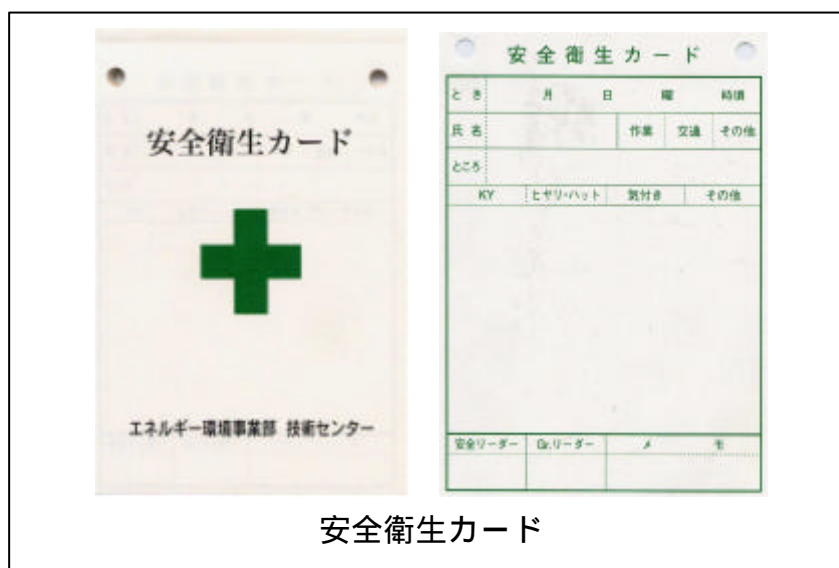 安全衛生カード
エネルギー環境事業部 技術センター
安全衛生カード
とき 月 日 曜 時頃
氏名 作業 交通 その他
ところ
KY ヒヤリ・ハット 気付き その他
安全リーダー Gr.リーダー メ モ
安全衛生カード